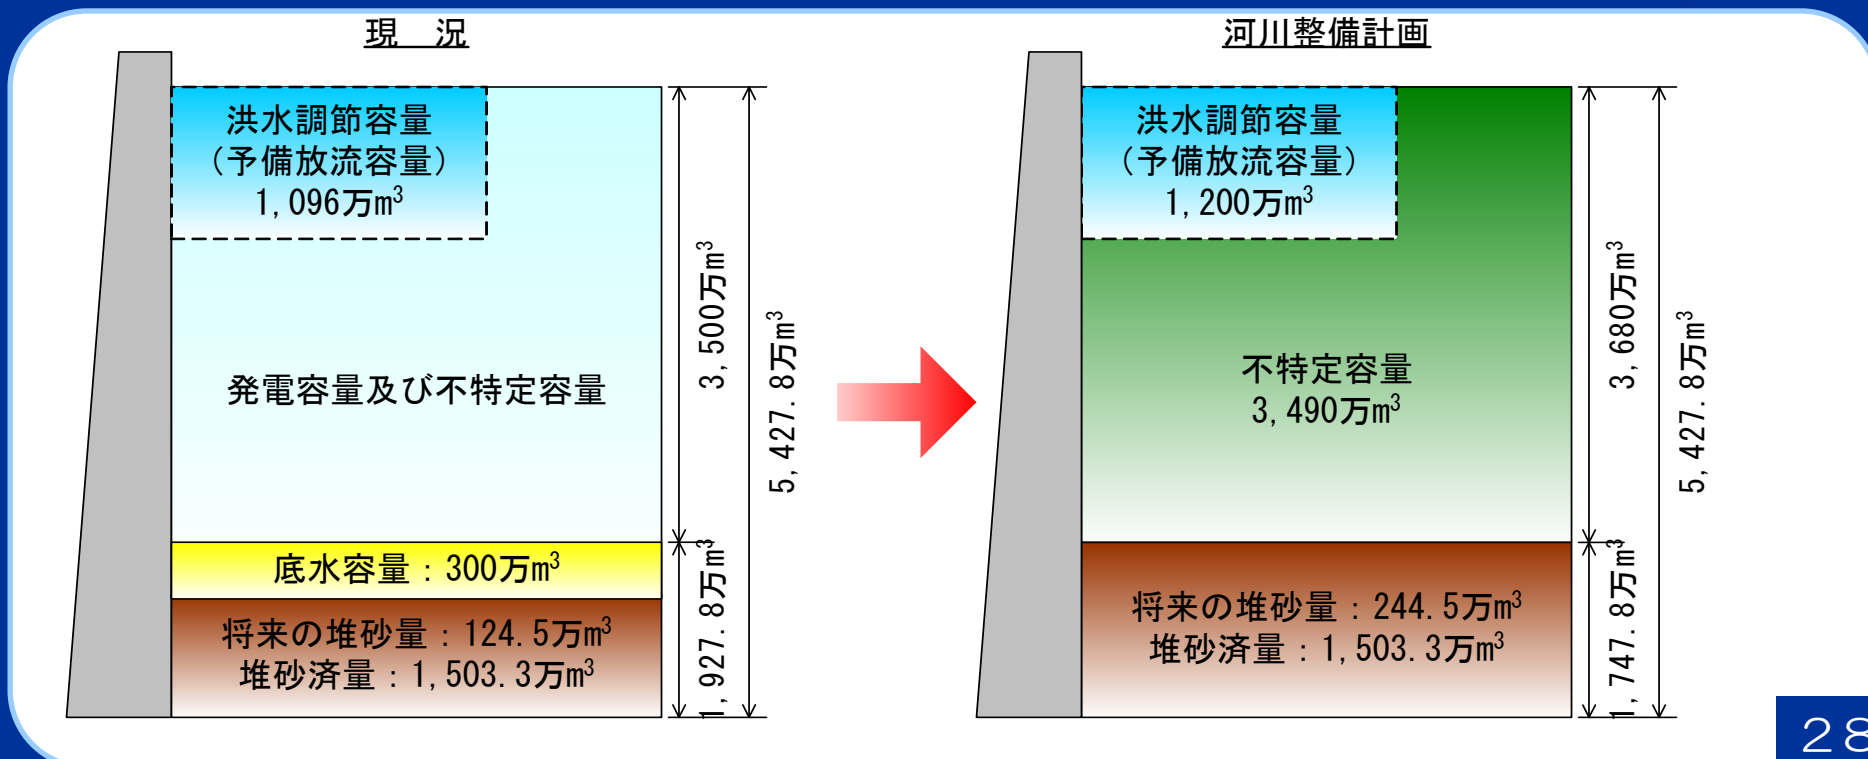 現　況
洪水調節容量
（予備放流容量）
1,096万m³
発電容量及び不特定容量
底水容量：300万m³
将来の堆砂量：124.5万m³
堆砂済量：1,503.3万m³
3,500万m³
1,927.8万m³
5,427.8万m³
河川整備計画
洪水調節容量
（予備放流容量）
1,200万m³
不特定容量
3,490万m³
将来の堆砂量：244.5万m³
堆砂済量：1,503.3万m³
3,680万m³
1,747.8万m³
5,427.8万m³
28